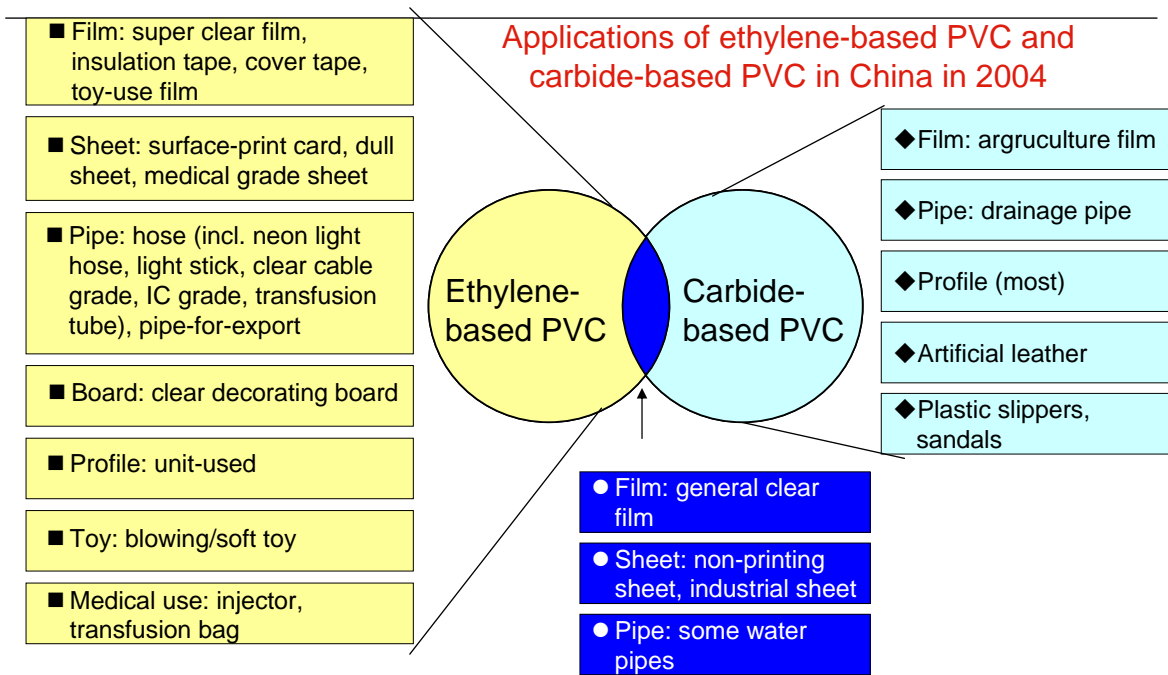 Applications of ethylene-based PVC and
carbide-based PVC in China in 2004
■ Film: super clear film,
insulation tape, cover tape,
toy-use film
■ Sheet: surface-print card, dull
sheet, medical grade sheet
■ Pipe: hose (incl. neon light
hose, light stick, clear cable
grade, IC grade, transfusion
tube), pipe-for-export
■ Board: clear decorating board
■ Profile: unit-used
■ Toy: blowing/soft toy
■ Medical use: injector,
transfusion bag
Ethylene-
based PVC
Carbide-
based PVC
◆Film: argruculture film
◆Pipe: drainage pipe
◆Profile (most)
◆Artificial leather
◆Plastic slippers,
sandals
● Film: general clear
film
● Sheet: non-printing
sheet, industrial sheet
● Pipe: some water
pipes